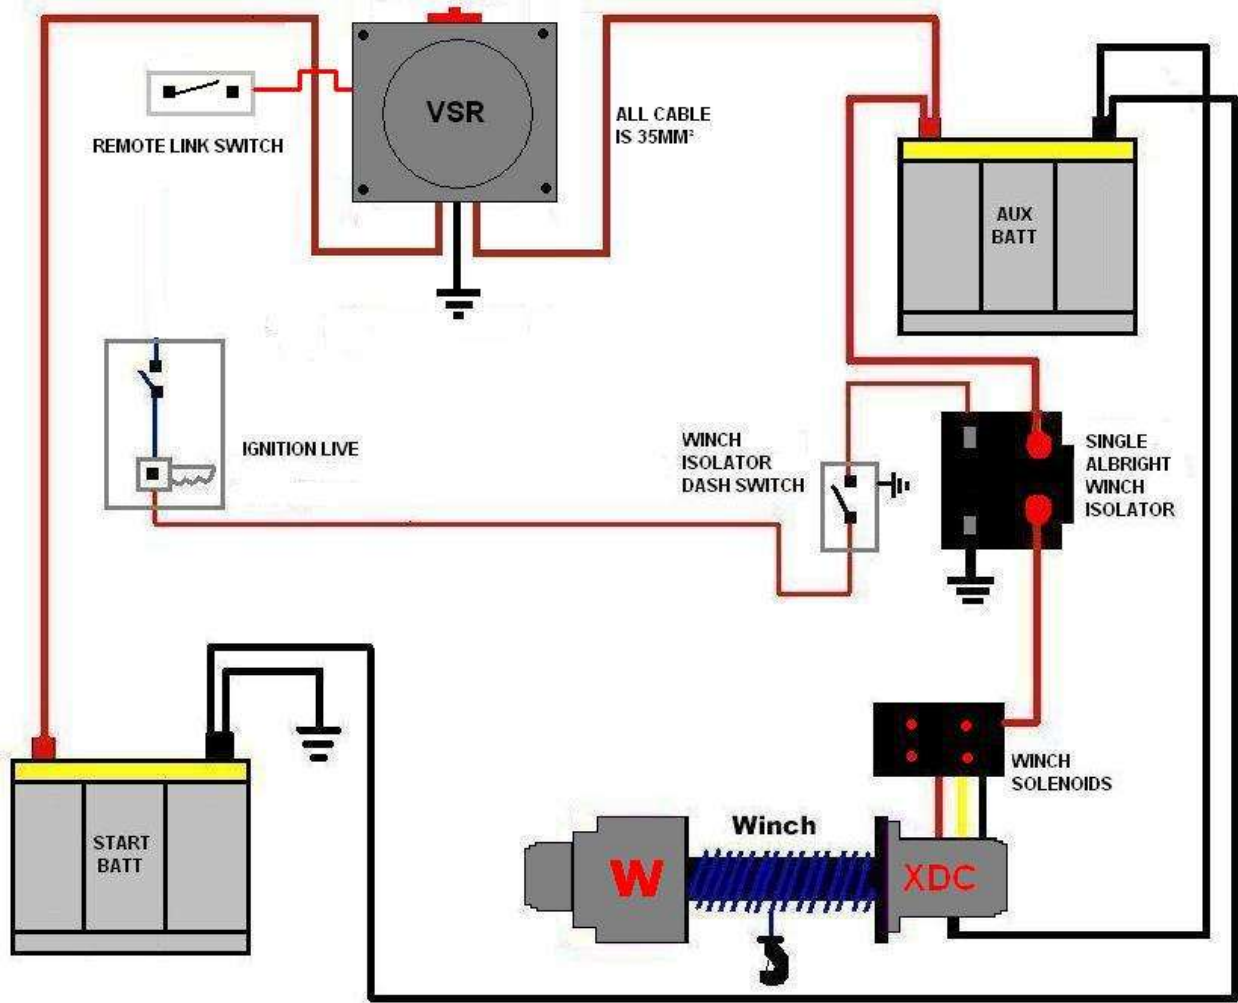 VSR
ALL CABLE
IS 35MM²
REMOTE LINK SWITCH
AUX
BATT
IGNITION LIVE
WINCH
ISOLATOR
DASH SWITCH
SINGLE
ALBRIGHT
WINCH
ISOLATOR
START
BATT
WINCH
SOLENOIDS
Winch
W
XDC